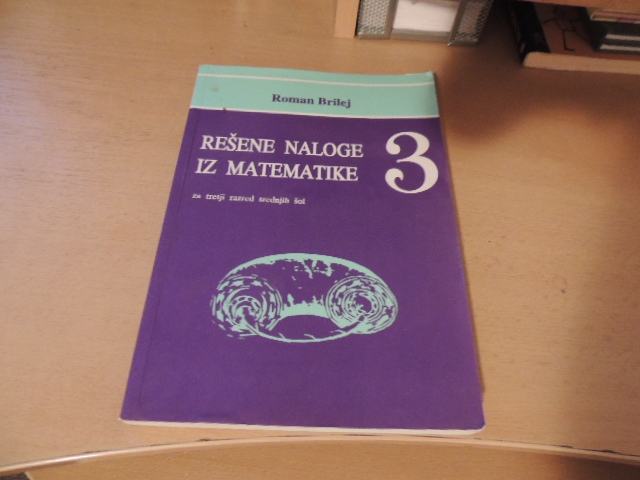 Roman Brilej
REŠENE NALOGE
IZ MATEMATIKE
3
za tretji razred srednjih šol